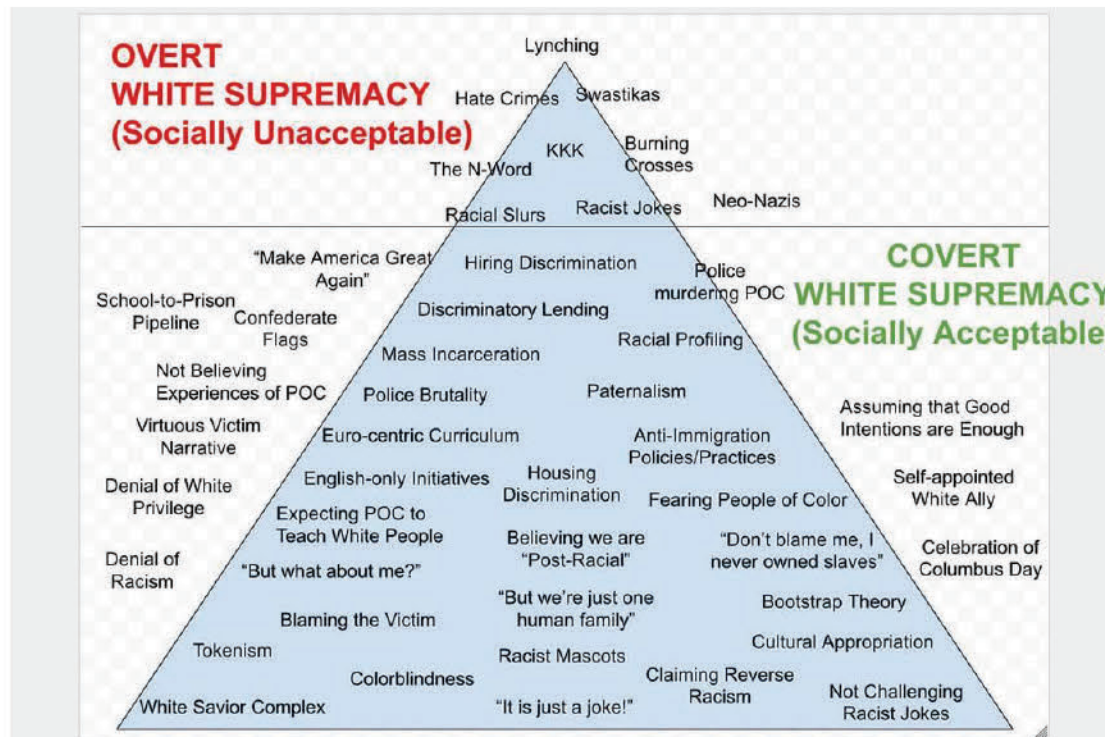 Lynching
OVERT
WHITE SUPREMACY
(Socially Unacceptable)
Hate Crimes
Swastikas
KKK
Burning
Crosses
The N-Word
Neo-Nazis
Racial Slurs
Racist Jokes
"Make America Great
Again"
Hiring Discrimination
Police
murdering POC
COVERT
WHITE SUPREMACY
(Socially Acceptable
School-to-Prison
Pipeline
Confederate
Flags
Discriminatory Lending
Racial Profiling
Mass Incarceration
Not Believing
Experiences of POC
Police Brutality
Paternalism
Assuming that Good
Intentions are Enough
Virtuous Victim
Narrative
Euro-centric Curriculum
Anti-Immigration
Policies/Practices
English-only Initiatives
Housing
Discrimination
Fearing People of Color
Self-appointed
White Ally
Denial of White
Privilege
Expecting POC to
Teach White People
Believing we are
"Post-Racial"
"Don't blame me, I
never owned slaves"
Celebration of
Columbus Day
Denial of
Racism
"But what about me?"
"But we're just one
human family"
Bootstrap Theory
Blaming the Victim
Cultural Appropriation
Tokenism
Racist Mascots
Colorblindness
Claiming Reverse
Racism
Not Challenging
Racist Jokes
White Savior Complex
"It is just a joke!"